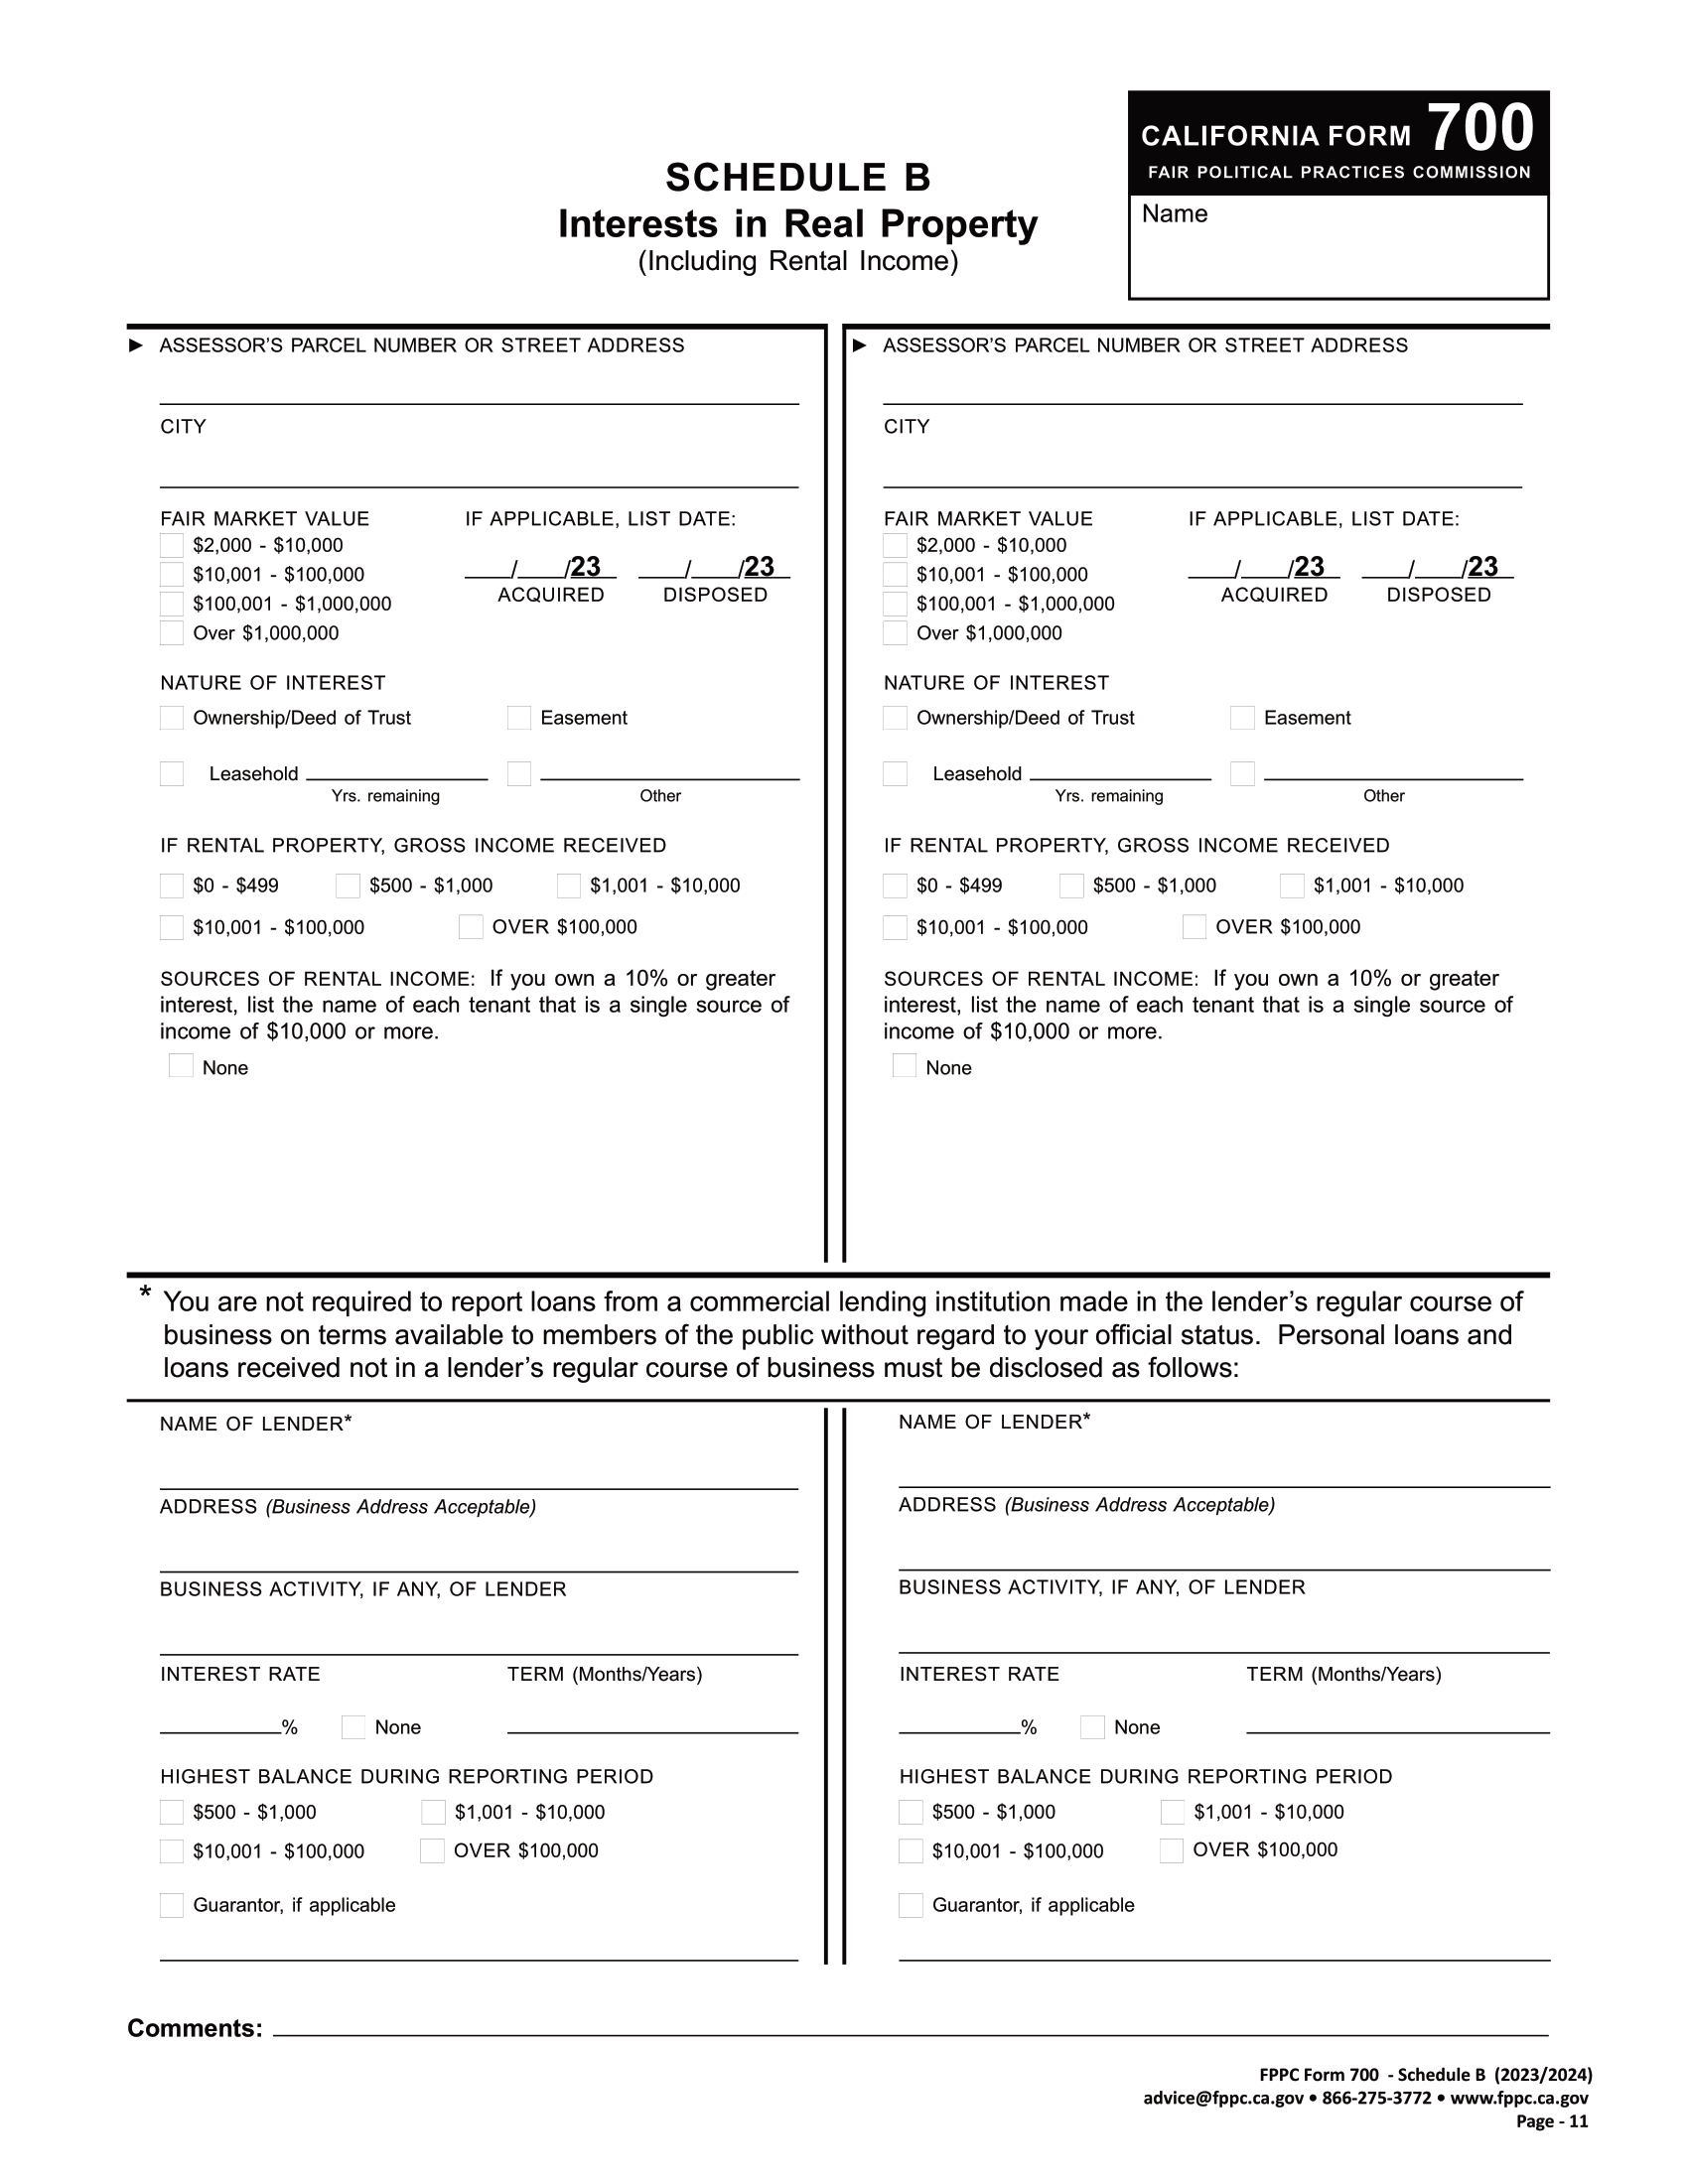 CALIFORNIA FORM 700
FAIR POLITICAL PRACTICES COMMISSION
Name
SCHEDULE B
Interests in Real Property
(Including Rental Income)
► ASSESSOR’S PARCEL NUMBER OR STREET ADDRESS
CITY
FAIR MARKET VALUE
$2,000 - $10,000
$10,001 - $100,000
$100,001 - $1,000,000
Over $1,000,000
IF APPLICABLE, LIST DATE:
____/____/23 ____/____/23
ACQUIRED DISPOSED
NATURE OF INTEREST
Ownership/Deed of Trust Easement
Leasehold
Yrs. remaining Other
IF RENTAL PROPERTY, GROSS INCOME RECEIVED
$0 - $499 $500 - $1,000 $1,001 - $10,000
$10,001 - $100,000 OVER $100,000
SOURCES OF RENTAL INCOME: If you own a 10% or greater
interest, list the name of each tenant that is a single source of
income of $10,000 or more.
None
► ASSESSOR’S PARCEL NUMBER OR STREET ADDRESS
CITY
FAIR MARKET VALUE
$2,000 - $10,000
$10,001 - $100,000
$100,001 - $1,000,000
Over $1,000,000
IF APPLICABLE, LIST DATE:
____/____/23 ____/____/23
ACQUIRED DISPOSED
NATURE OF INTEREST
Ownership/Deed of Trust Easement
Leasehold
Yrs. remaining Other
IF RENTAL PROPERTY, GROSS INCOME RECEIVED
$0 - $499 $500 - $1,000 $1,001 - $10,000
$10,001 - $100,000 OVER $100,000
SOURCES OF RENTAL INCOME: If you own a 10% or greater
interest, list the name of each tenant that is a single source of
income of $10,000 or more.
None
* You are not required to report loans from a commercial lending institution made in the lender’s regular course of
business on terms available to members of the public without regard to your official status. Personal loans and
loans received not in a lender’s regular course of business must be disclosed as follows:
NAME OF LENDER*
ADDRESS (Business Address Acceptable)
BUSINESS ACTIVITY, IF ANY, OF LENDER
INTEREST RATE TERM (Months/Years)
% None
HIGHEST BALANCE DURING REPORTING PERIOD
$500 - $1,000 $1,001 - $10,000
$10,001 - $100,000 OVER $100,000
Guarantor, if applicable
NAME OF LENDER*
ADDRESS (Business Address Acceptable)
BUSINESS ACTIVITY, IF ANY, OF LENDER
INTEREST RATE TERM (Months/Years)
% None
HIGHEST BALANCE DURING REPORTING PERIOD
$500 - $1,000 $1,001 - $10,000
$10,001 - $100,000 OVER $100,000
Guarantor, if applicable
Comments:
FPPC Form 700 - Schedule B (2023/2024)
advice@fppc.ca.gov • 866-275-3772 • www.fppc.ca.gov
Page - 11